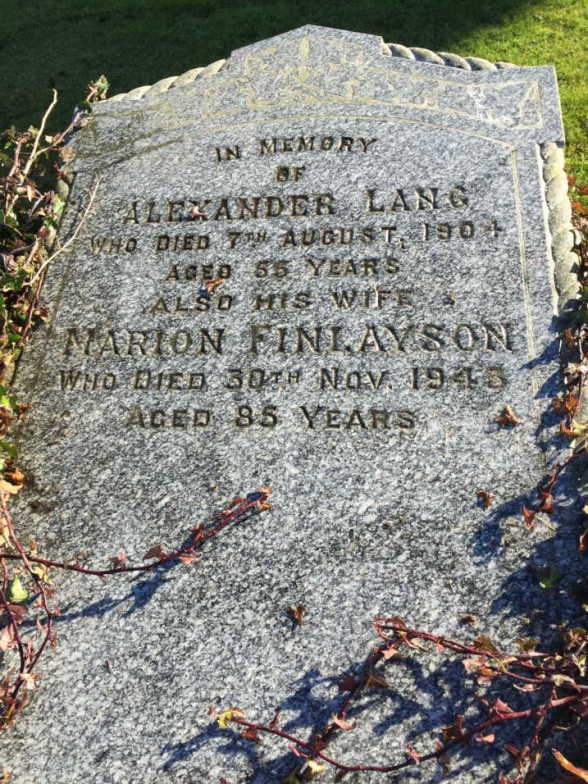 IN MEMORY
OF
ALEXANDER LANG
WHO DIED 7TH AUGUST, 1904
AGED 55 YEARS
ALSO HIS WIFE
MARION FINLAYSON
WHO DIED 30TH NOV. 1943
AGED 85 YEARS